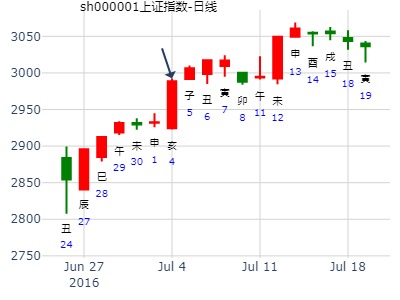 sh000001上证指数-日线
3050
3000
2950
2900
2850
2800
2750
丑
24
辰
27
巳
28
午
29
未
30
申
1
亥
4
子
5
丑
6
寅
7
卯
8
午
11
未
12
申
13
酉
14
戌
15
丑
18
寅
19
Jun 27
2016
Jul 4
Jul 11
Jul 18